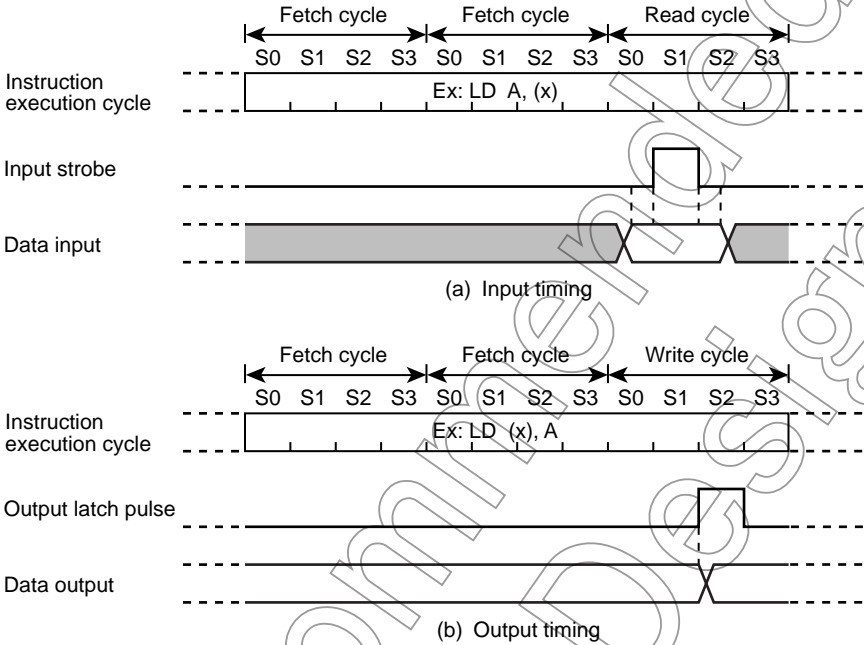 Fetch cycle Fetch cycle Read cycle
S0 S1 S2 S3 S0 S1 S2 S3 S0 S1 S2 S3
Instruction
execution cycle
Ex: LD A, (x)
Input strobe
Data input
(a) Input timing
Fetch cycle Fetch cycle Write cycle
S0 S1 S2 S3 S0 S1 S2 S3 S0 S1 S2 S3
Instruction
execution cycle
Ex: LD (x), A
Output latch pulse
Data output
(b) Output timing